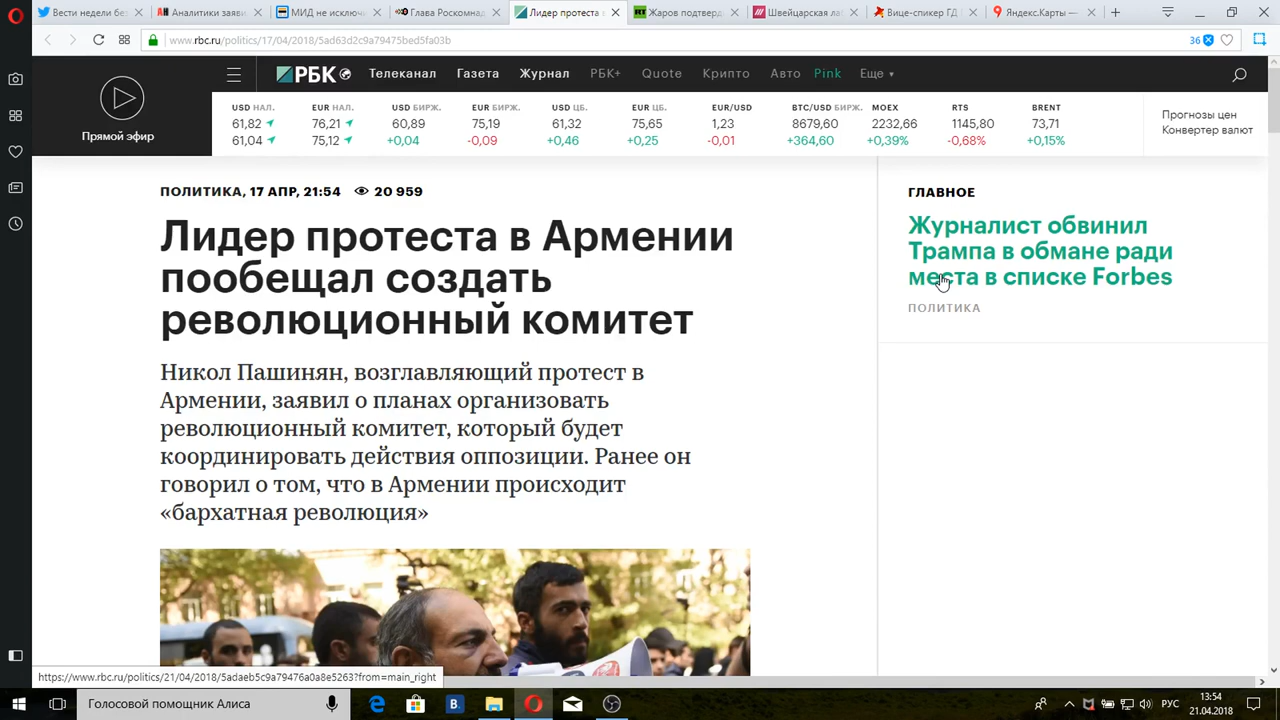 Вести недели без
Аналитики заяви
МИД не исключи
Глава Роскомнад
Лидер протеста в
Жаров подтверд
Швейцарская ла
Вице-спикер ГД
Яндекс.Карты —
www.rbc.ru/politics/17/04/2018/5ad63d2c9a79475bed5fa03b
36
РБК Телеканал Газета Журнал РБК+ Quote Крипто Авто Pink Еще
Прямой эфир
USD НАЛ. EUR НАЛ. USD БИРЖ. EUR БИРЖ. USD ЦБ. EUR ЦБ. EUR/USD BTC/USD БИРЖ. MOEX RTS BRENT
61,82 76,21 60,89 75,19 61,32 75,65 1,23 8679,60 2232,66 1145,80 73,71
61,04 75,12 +0,04 -0,09 +0,46 +0,25 -0,01 +364,60 +0,39% -0,68% +0,15%
Прогнозы цен
Конвертер валют
ПОЛИТИКА, 17 АПР, 21:54 20 959
Лидер протеста в Армении
пообещал создать
революционный комитет
Никол Пашинян, возглавляющий протест в
Армении, заявил о планах организовать
революционный комитет, который будет
координировать действия оппозиции. Ранее он
говорил о том, что в Армении происходит
«бархатная революция»
ГЛАВНОЕ
Журналист обвинил
Трампа в обмане ради
места в списке Forbes
ПОЛИТИКА
https://www.rbc.ru/politics/21/04/2018/5adaeb5c9a79476a0a8e5263?from=main_right
Голосовой помощник Алиса
РУС
13:54
21.04.2018